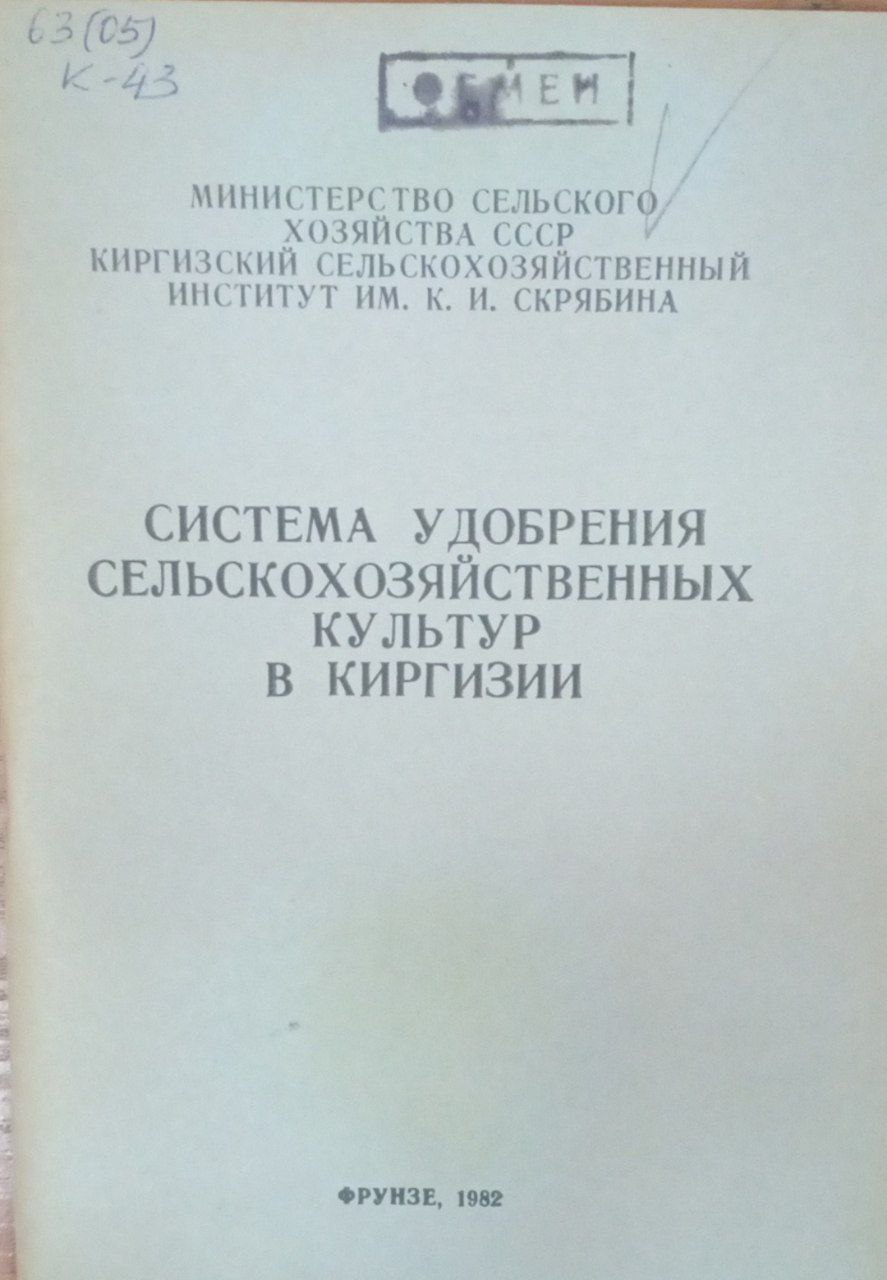 63(05)
К-43
ОБМЕН
МИНИСТЕРСТВО СЕЛЬСКОГО
ХОЗЯЙСТВА СССР
КИРГИЗСКИЙ СЕЛЬСКОХОЗЯЙСТВЕННЫЙ
ИНСТИТУТ ИМ. К. И. СКРЯБИНА
СИСТЕМА УДОБРЕНИЯ
СЕЛЬСКОХОЗЯЙСТВЕННЫХ
КУЛЬТУР
В КИРГИЗИИ
ФРУНЗЕ, 1982